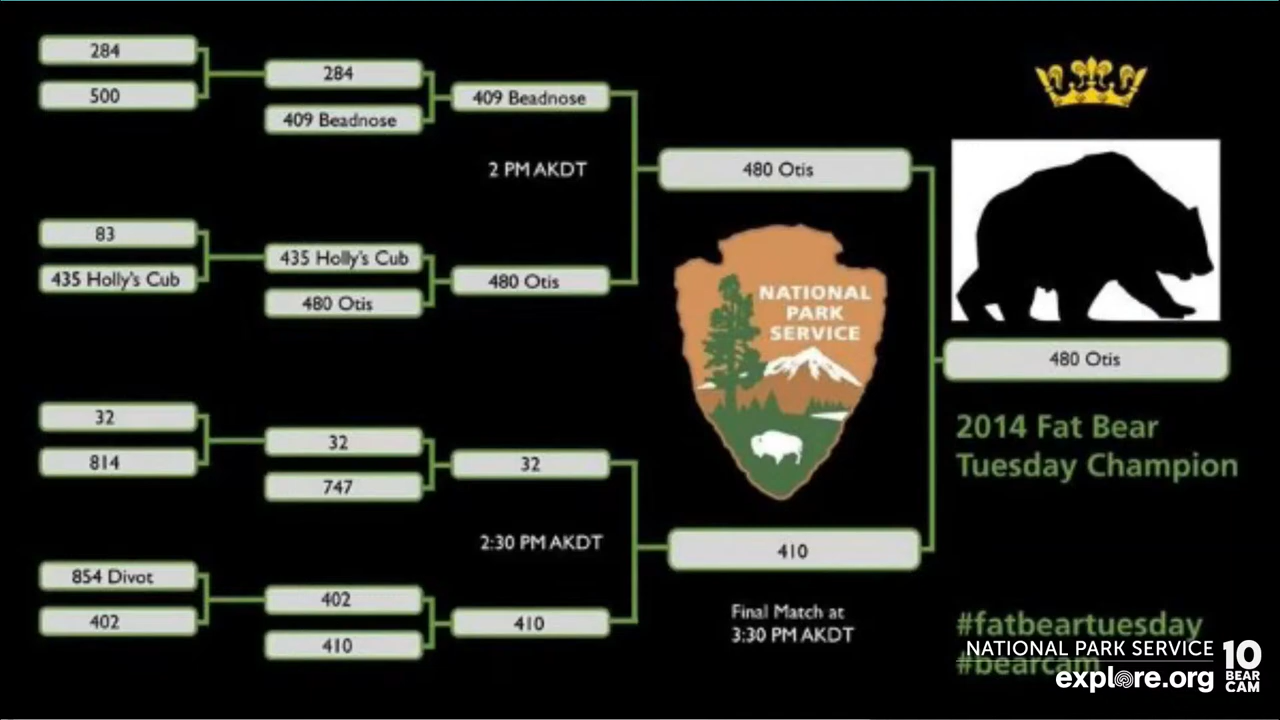 284
500
284
409 Beadnose
409 Beadnose
2 PM AKDT
83
435 Holly's Cub
435 Holly's Cub
480 Otis
480 Otis
480 Otis
32
814
32
747
32
2:30 PM AKDT
854 Divot
402
402
410
410
410
Final Match at
3:30 PM AKDT
NATIONAL
PARK
SERVICE
480 Otis
2014 Fat Bear
Tuesday Champion
#fatbeartuesday
#bearcam
NATIONAL PARK SERVICE
explore.org
10
BEAR
CAM